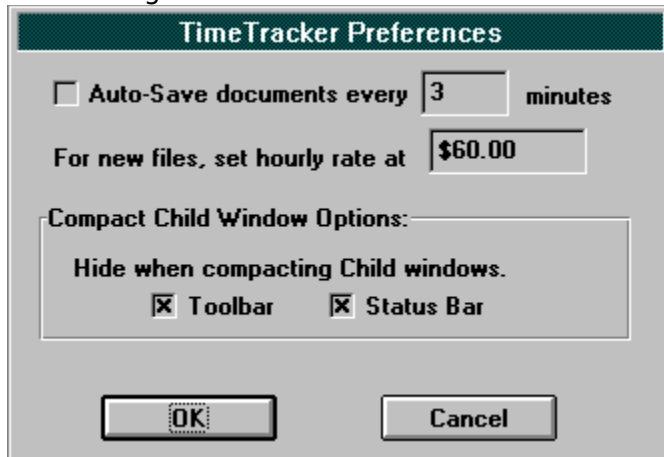 TimeTracker Preferences
Auto-Save documents every 3 minutes
For new files, set hourly rate at $60.00
Compact Child Window Options:
Hide when compacting Child windows.
Toolbar Status Bar
OK Cancel